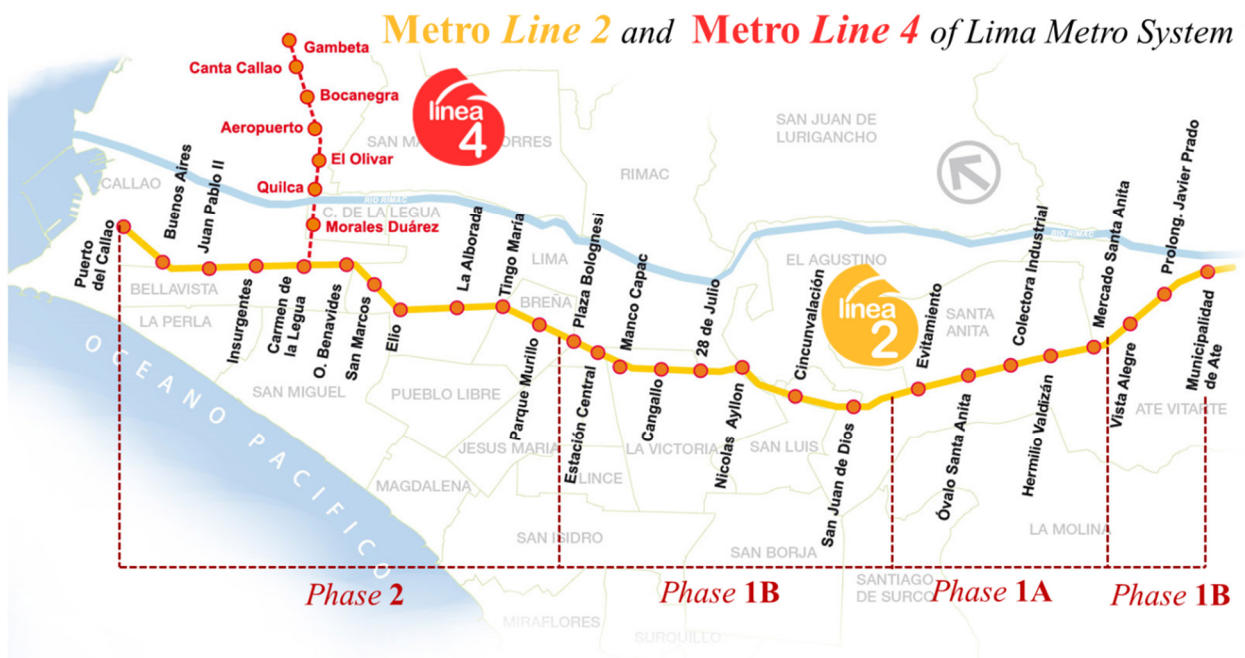 Metro Line 2 and Metro Line 4 of Lima Metro System
Gambeta
Canta Callao
Bocanegra
Aeropuerto
El Olivar
Quilca
Morales Duárez
línea
4
SAN JUAN DE
LURIGANCHO
RIMAC
CALLAO
RIO RIMAC
C. DE LA LEGUA
RIO RIMAC
Puerto
del Callao
Buenos Aires
Juan Pablo II
Insurgentes
Carmen de
la Legua
O. Benavides
San Marcos
Elio
La Alborada
Tingo María
Parque Murillo
Plaza Bolognesi
Estación Central
Manco Capac
Cangallo
28 de Julio
Nicolas Ayllon
Cincunvalación
San Juan de Dios
Evitamiento
Óvalo Santa Anita
Colectora Industrial
Hermilio Valdizán
Mercado Santa Anita
Vista Alegre
Prolong. Javier Prado
Municipalidad
de Ate
línea
2
LIMA
EL AGUSTINO
BELLAVISTA
BREÑA
SANTA
ANITA
LA PERLA
SAN MIGUEL
PUEBLO LIBRE
ATE VITARTE
JESUS MARIA
LA VICTORIA
SAN LUIS
LINCE
MAGDALENA
OCEANO PACIFICO
SAN ISIDRO
SAN BORJA
LA MOLINA
SANTIAGO
DE SURCO
MIRAFLORES
SURQUILLO
Phase 2
Phase 1B
Phase 1A
Phase 1B